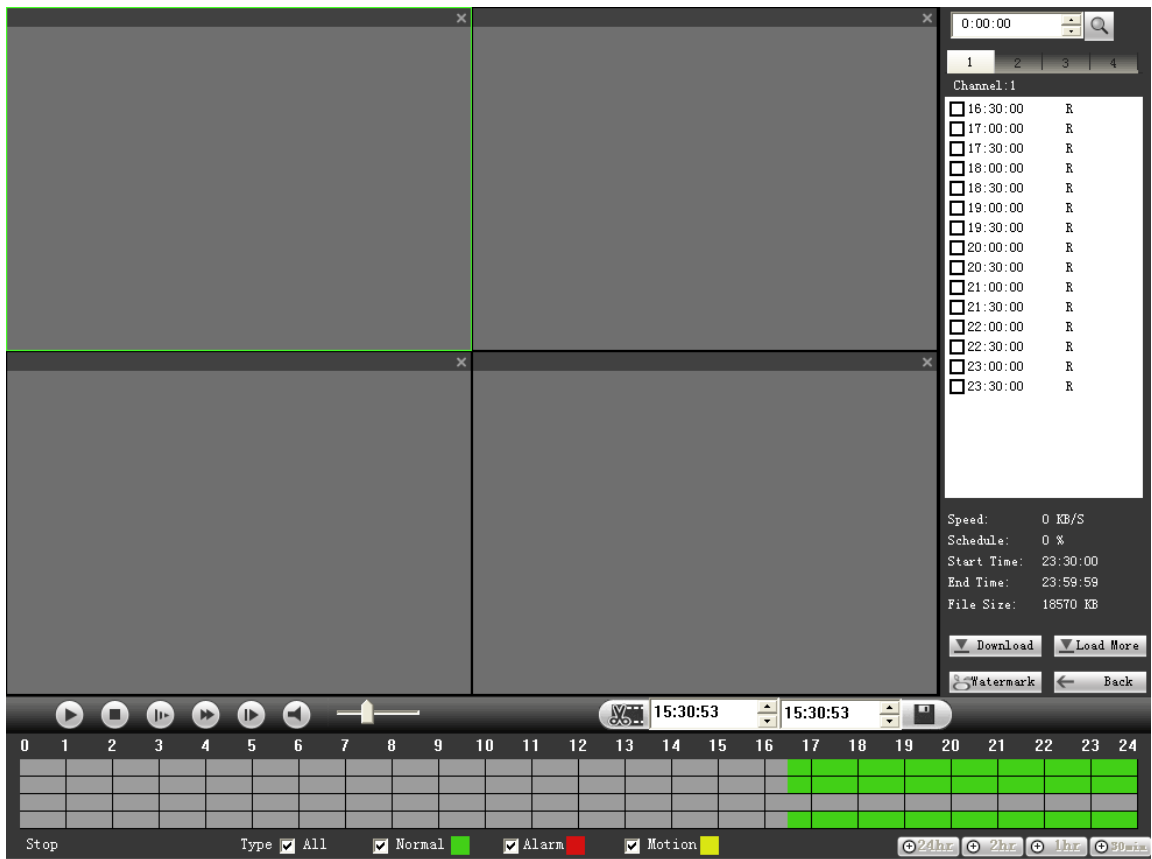 0:00:00
1 2 3 4
Channel:1
16:30:00 R
17:00:00 R
17:30:00 R
18:00:00 R
18:30:00 R
19:00:00 R
19:30:00 R
20:00:00 R
20:30:00 R
21:00:00 R
21:30:00 R
22:00:00 R
22:30:00 R
23:00:00 R
23:30:00 R
Speed: 0 KB/S
Schedule: 0 %
Start Time: 23:30:00
End Time: 23:59:59
File Size: 18570 KB
Download Load More
Watermark Back
15:30:53 15:30:53
0 1 2 3 4 5 6 7 8 9 10 11 12 13 14 15 16 17 18 19 20 21 22 23 24
Stop Type All Normal Alarm Motion 24hr 2hr 1hr 30min